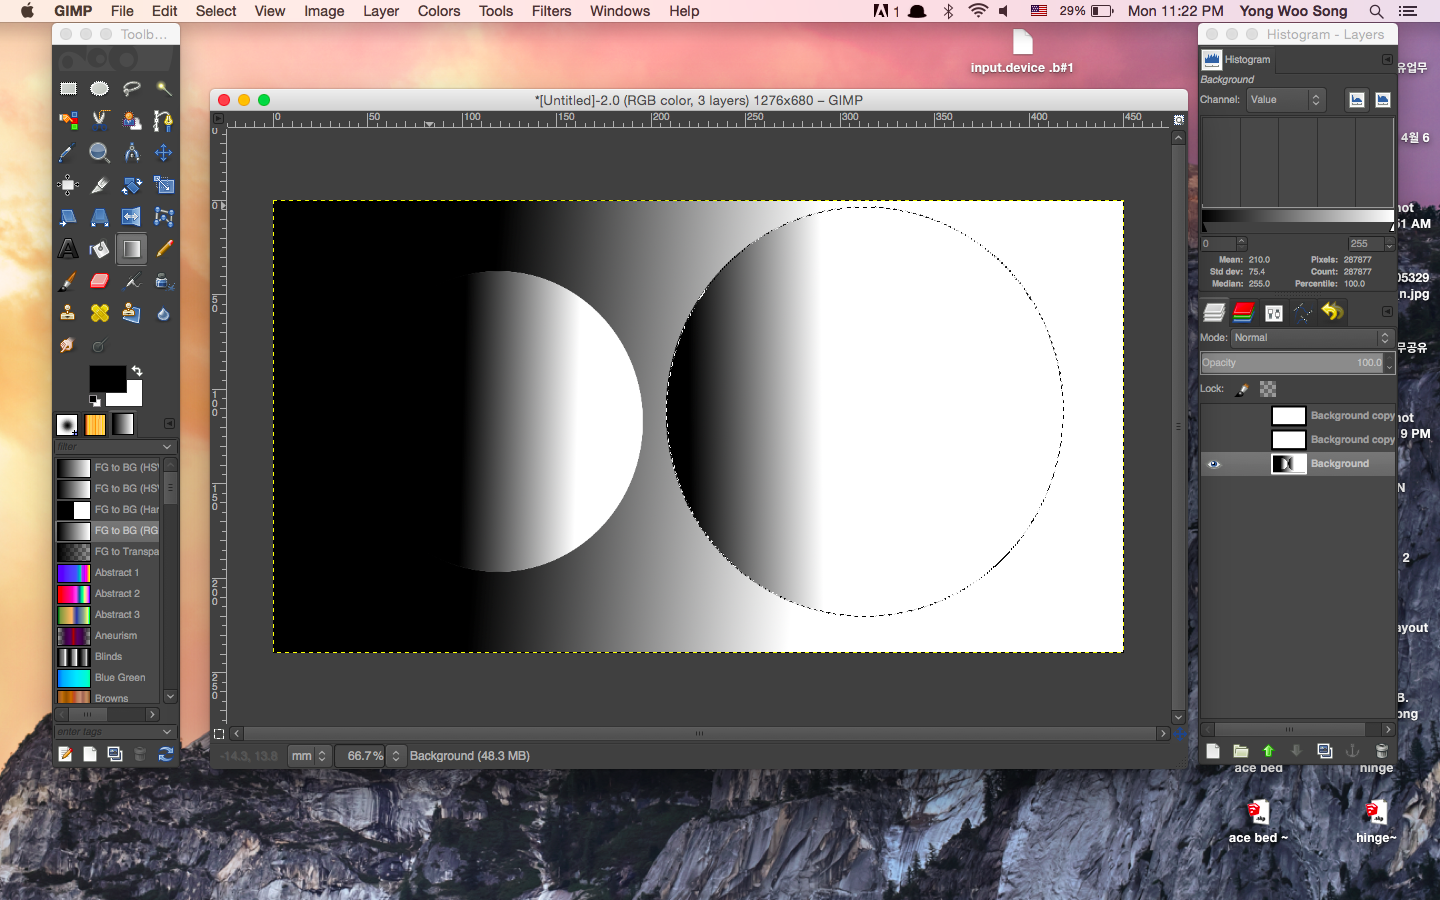 GIMP File Edit Select View Image Layer Colors Tools Filters Windows Help
1 29% Mon 11:22 PM Yong Woo Song
Toolb...
input.device .b#1
*[Untitled]-2.0 (RGB color, 3 layers) 1276x680 – GIMP
0 50 100 150 200 250 300 350 400 450
0
0
50
100
150
200
250
filter
FG to BG (HS
FG to BG (HS
FG to BG (Har
FG to BG (RG
FG to Transpa
Abstract 1
Abstract 2
Abstract 3
Aneurism
Blinds
Blue Green
Browns
enter tags
-14.3, 13.8 mm 66.7% Background (48.3 MB)
Histogram - Layers
Histogram
Background
Channel: Value
0 255
Mean: 210.0 Pixels: 287877
Std dev: 75.4 Count: 287877
Median: 255.0 Percentile: 100.0
Mode: Normal
Opacity 100.0
Lock:
Background copy
Background copy
Background
유업무
4월 6
not
51 AM
05329
n.jpg
무공유
not
9 PM
N
2
ayout
B.
png
ace bed hinge
ace bed ~ hinge~